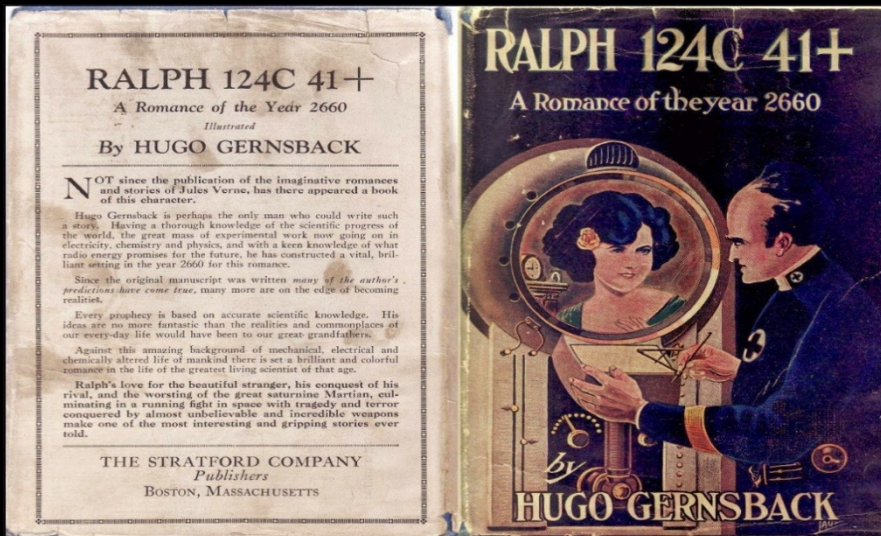 RALPH 124C 41+
A Romance of the Year 2660
Illustrated
By HUGO GERNSBACK
NOT since the publication of the imaginative romances
and stories of Jules Verne, has there appeared a book
of this character.
Hugo Gernsback is perhaps the only man who could write such
a story. Having a thorough knowledge of the scientific progress of
the world, the great mass of experimental work now going on in
electricity, chemistry and physics, and with a keen knowledge of what
radio energy promises for the future, he has constructed a vital, bril-
liant setting in the year 2660 for this romance.
Since the original manuscript was written many of the author's
predictions have come true, many more are on the edge of becoming
realities.
Every prophecy is based on accurate scientific knowledge. His
ideas are no more fantastic than the realities and commonplaces of
our every-day life would have been to our great grandfathers.
Against this amazing background of mechanical, electrical and
chemically altered life of mankind there is set a brilliant and colorful
romance in the life of the greatest living scientist of that age.
Ralph's love for the beautiful stranger, his conquest of his
rival, and the worsting of the great saturnine Martian, cul-
minating in a running fight in space with tragedy and terror
conquered by almost unbelievable and incredible weapons
make one of the most interesting and gripping stories ever
told.
THE STRATFORD COMPANY
Publishers
BOSTON, MASSACHUSETTS
RALPH 124C 41+
A Romance of the year 2660
by
HUGO GERNSBACK